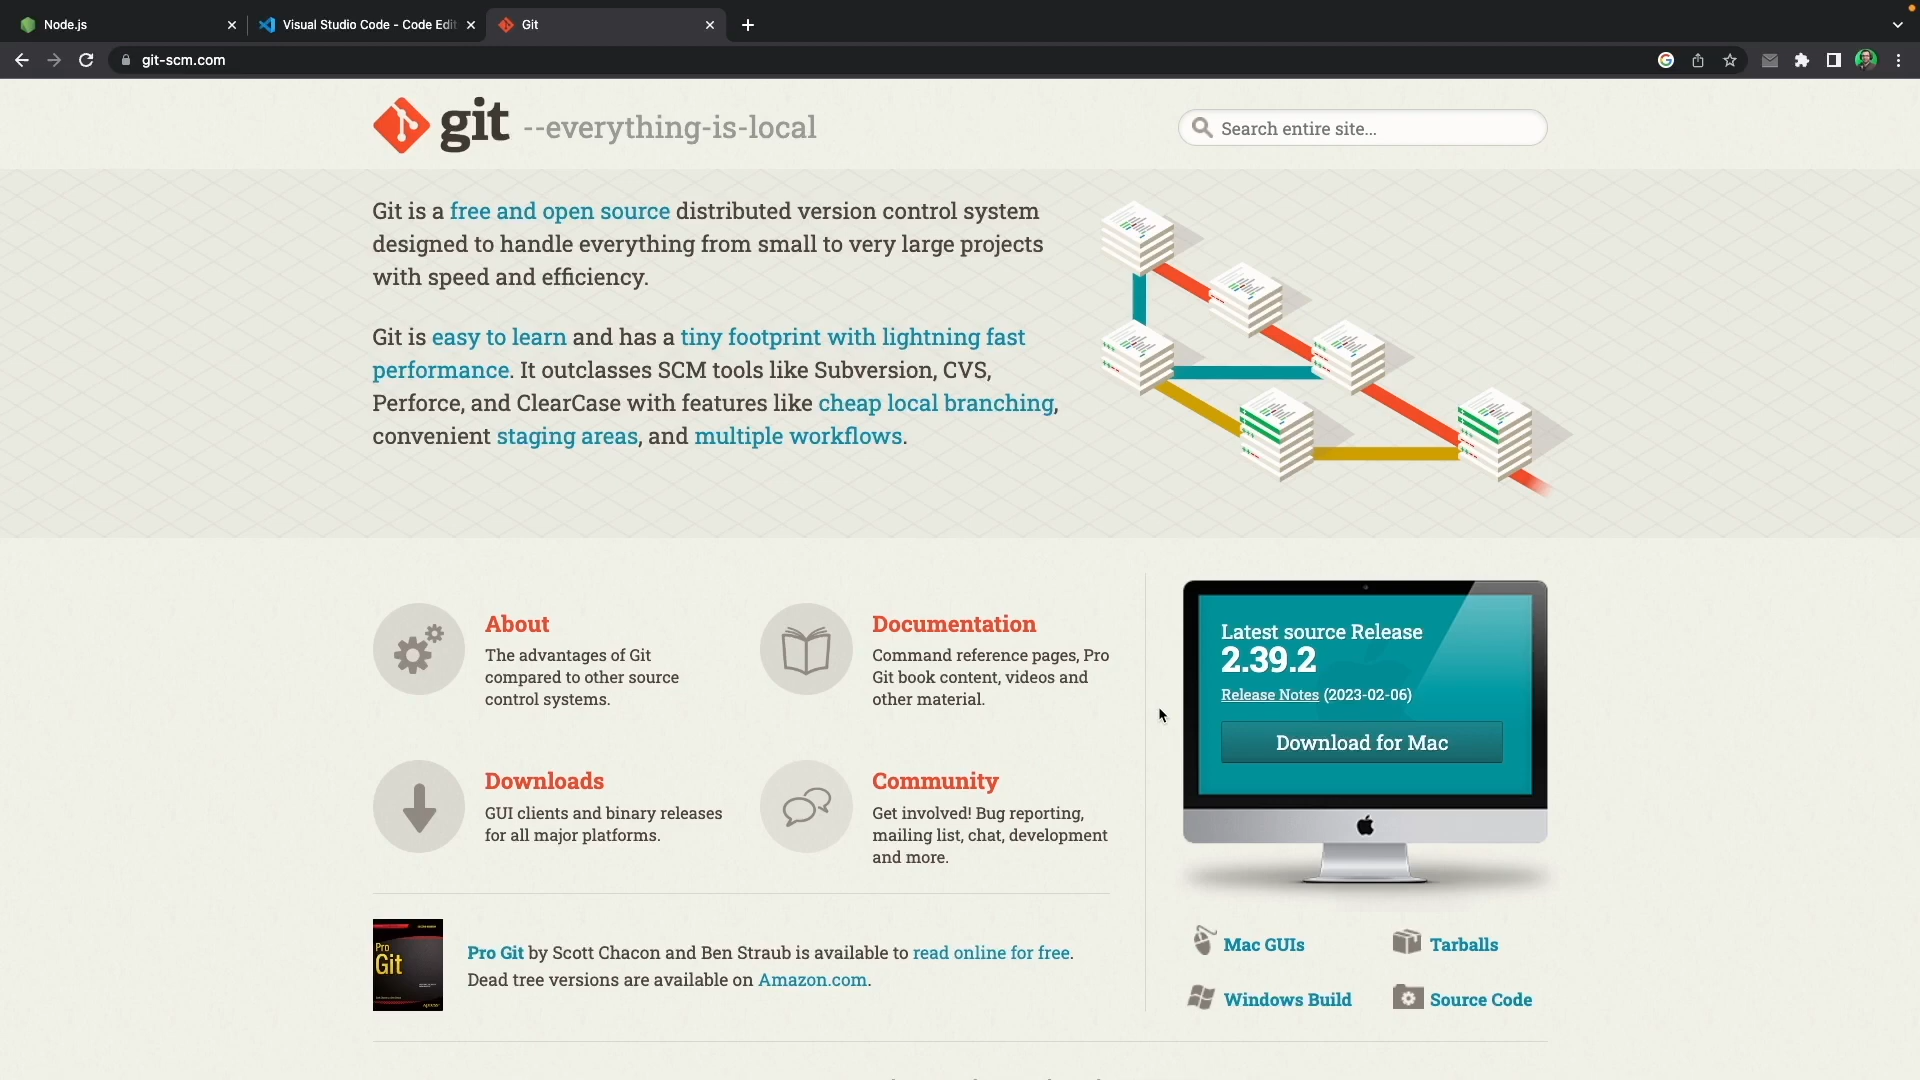 Node.js
Visual Studio Code - Code Edit
Git
git-scm.com
git --everything-is-local
Search entire site...
Git is a free and open source distributed version control system
designed to handle everything from small to very large projects
with speed and efficiency.
Git is easy to learn and has a tiny footprint with lightning fast
performance. It outclasses SCM tools like Subversion, CVS,
Perforce, and ClearCase with features like cheap local branching,
convenient staging areas, and multiple workflows.
About
The advantages of Git
compared to other source
control systems.
Documentation
Command reference pages, Pro
Git book content, videos and
other material.
Downloads
GUI clients and binary releases
for all major platforms.
Community
Get involved! Bug reporting,
mailing list, chat, development
and more.
Pro
Git
Pro Git by Scott Chacon and Ben Straub is available to read online for free.
Dead tree versions are available on Amazon.com.
Latest source Release
2.39.2
Release Notes (2023-02-06)
Download for Mac
Mac GUIs
Tarballs
Windows Build
Source Code